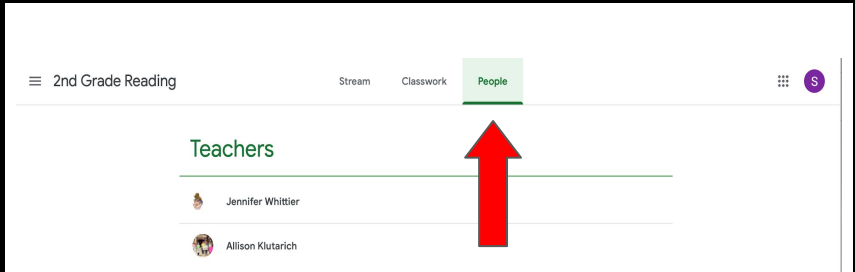 2nd Grade Reading Stream Classwork People S
Teachers
Jennifer Whittier
Allison Klutarich